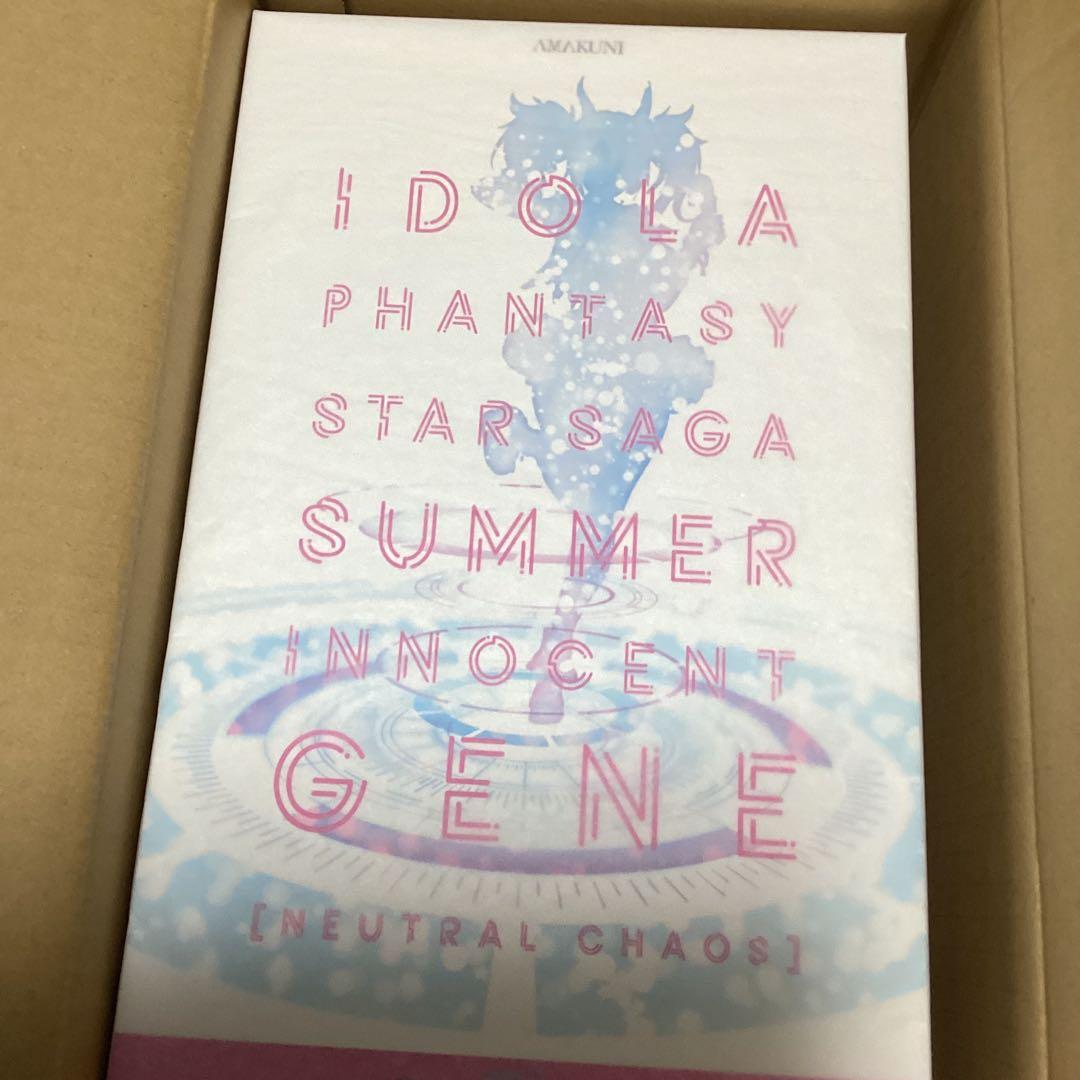 AMAKUNI
IDOLA
PHANTASY
STAR SAGA
SUMMER
INNOCENT
GENE
[NEUTRAL CHAOS]